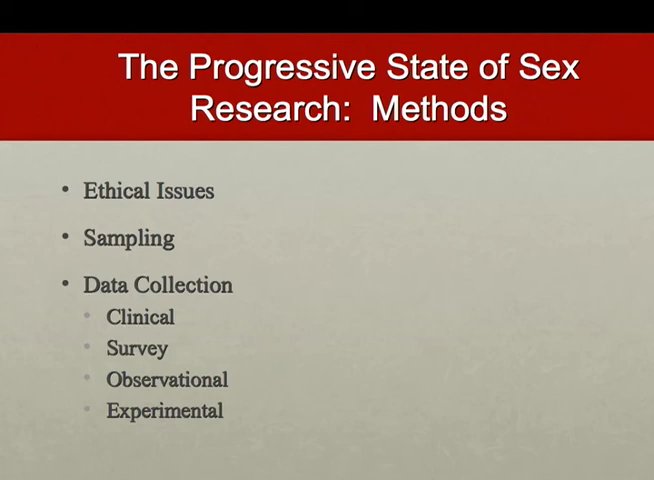 The Progressive State of Sex
Research: Methods
• Ethical Issues
• Sampling
• Data Collection
• Clinical
• Survey
• Observational
• Experimental